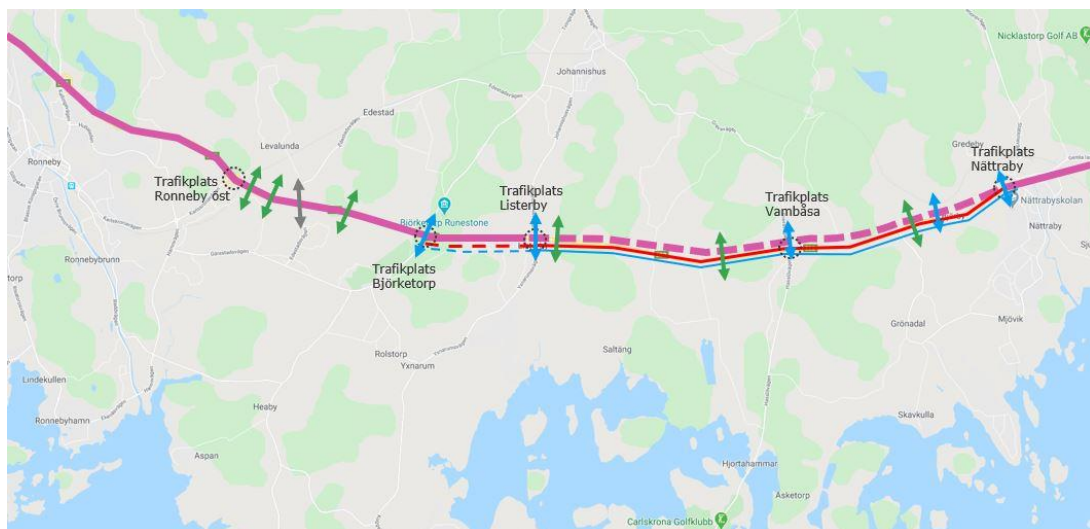 Nicklastorp Golf AB
Johannishus
Edestad
Gredeby
Trafikplats
Nättraby
Levalunda
Ronneby
Trafikplats
Ronneby öst
Trafikplats
Listerby
Trafikplats
Vambåsa
Nättrabyskolan
Björketorp Runestone
Nättraby
Ronnebybrunn
Trafikplats
Björketorp
Mjövik
Grönadal
Saltäng
Rolstorp
Yxnarum
Lindekullen
Heaby
Skavkulla
Ronnebyhamn
Aspan
Hjortahammar
Åsketorp
Carlskrona Golfklubb